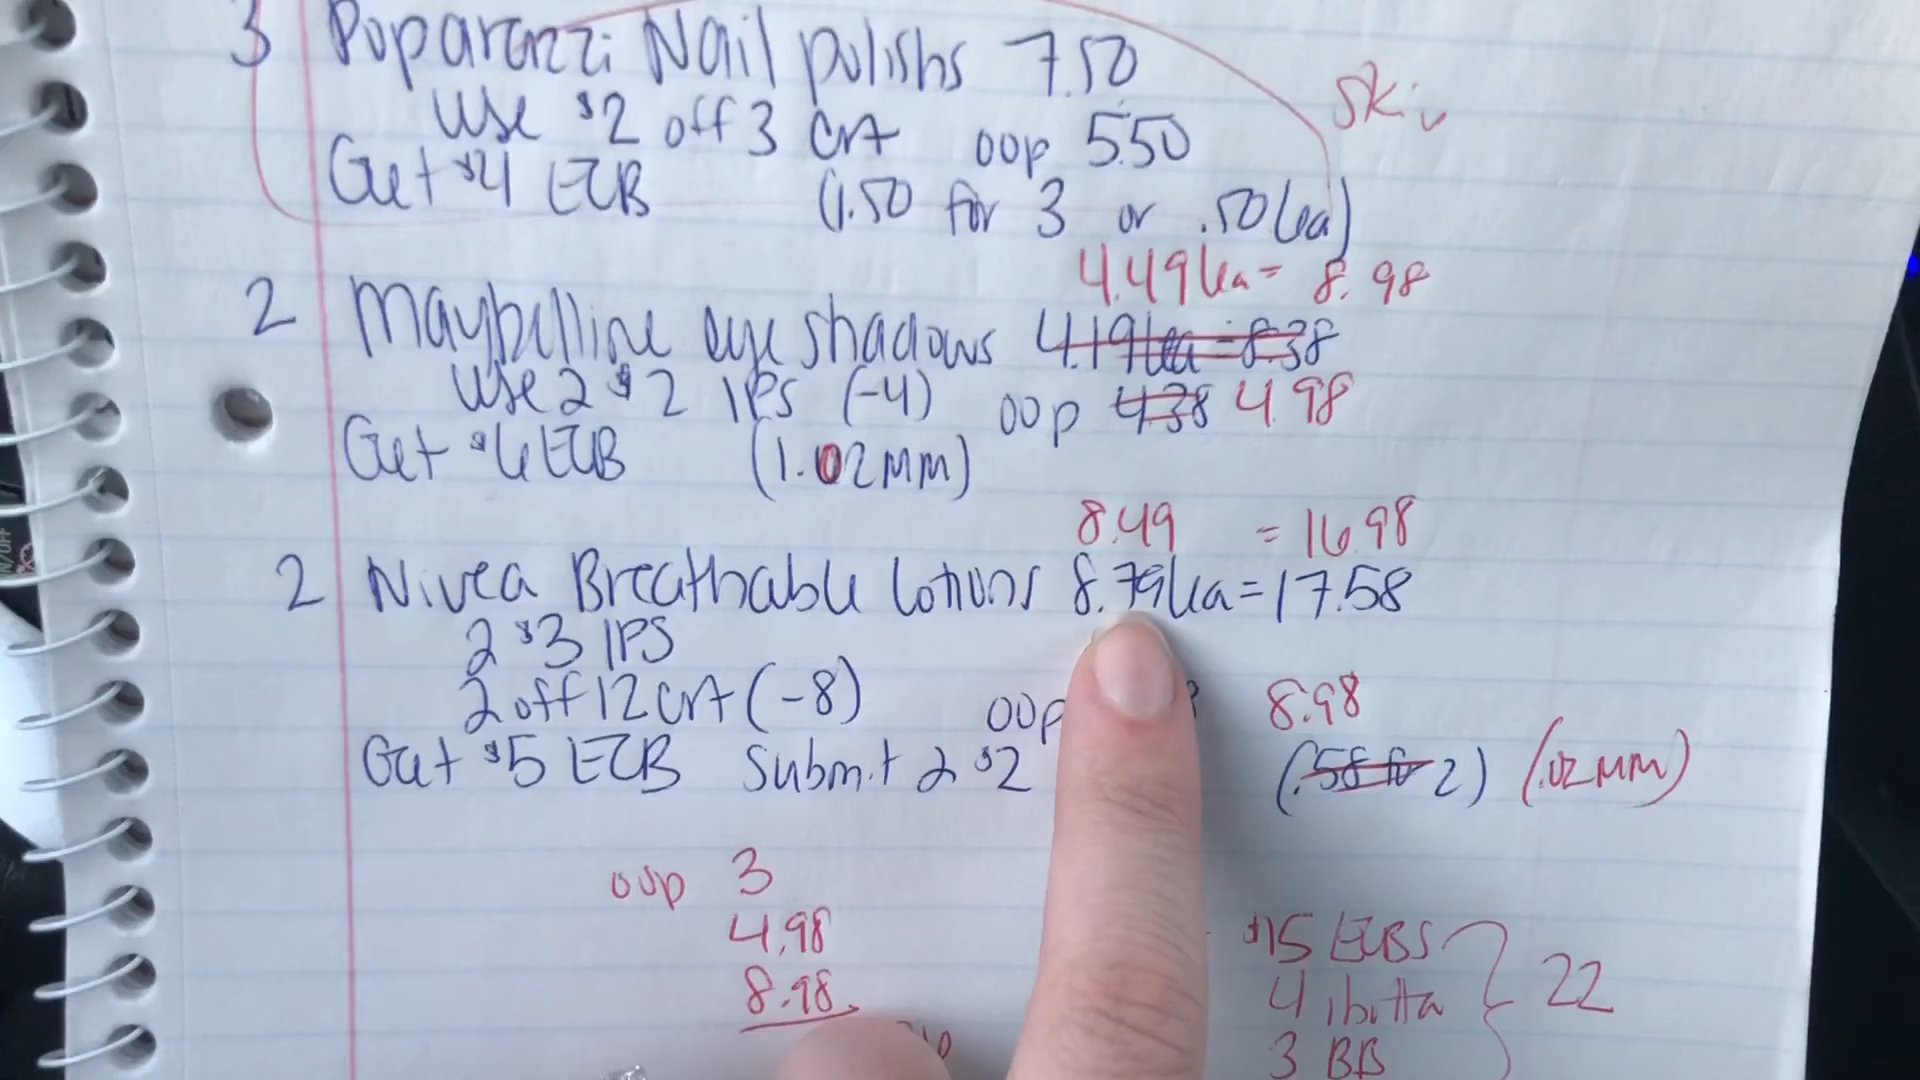 3 Poparazzi Nail polishs 7.50
Use $2 off 3 Crt oop 5.50
Get $4 ECB (1.50 for 3 or .50 ea)
4.49 ea = 8.98
2 Maybelline eye shadows 4.19 ea = 8.38
Use 2 $2 IPS (-4) oop 4.38 4.98
Get $6 ECB (1.02 MM)
8.49 = 16.98
2 Nivea Breathable Lotions 8.79 ea = 17.58
2 $3 IPS
2 off 12 Crt (-8) oop 8.98
Get $5 ECB Submit 2 $2 (.58 for 2) (.02 MM)
oop 3
4.98
8.98
$15 ECBS
4 ibotta 22
3 BB